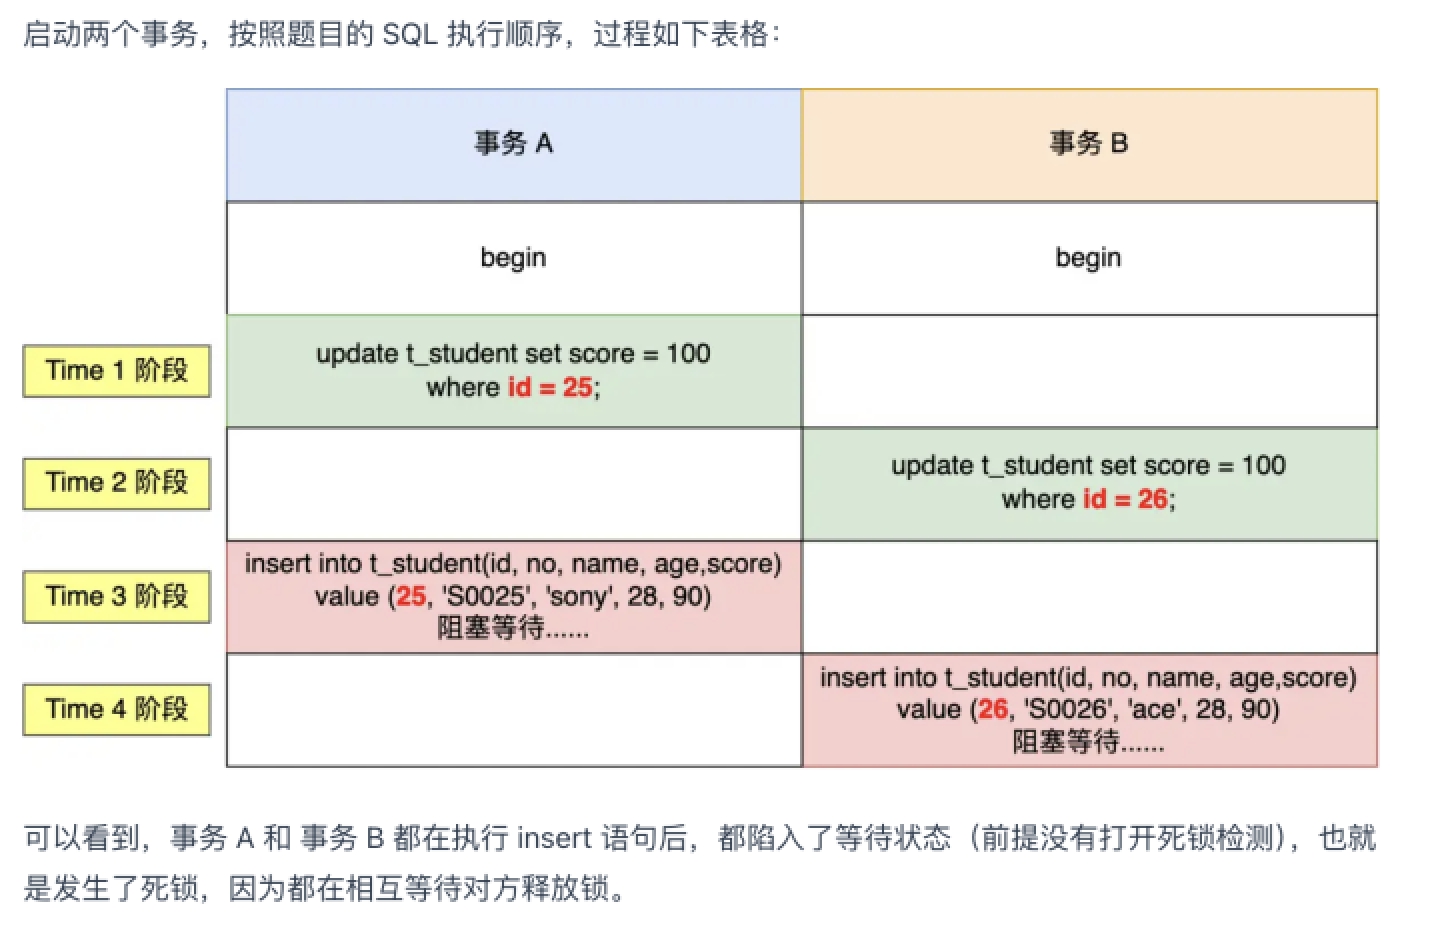 启动两个事务，按照题目的 SQL 执行顺序，过程如下表格：
事务 A
事务 B
begin
begin
Time 1 阶段
update t_student set score = 100
where id = 25;
Time 2 阶段
update t_student set score = 100
where id = 26;
Time 3 阶段
insert into t_student(id, no, name, age,score)
value (25, 'S0025', 'sony', 28, 90)
阻塞等待......
Time 4 阶段
insert into t_student(id, no, name, age,score)
value (26, 'S0026', 'ace', 28, 90)
阻塞等待......
可以看到，事务 A 和 事务 B 都在执行 insert 语句后，都陷入了等待状态（前提没有打开死锁检测），也就
是发生了死锁，因为都在相互等待对方释放锁。